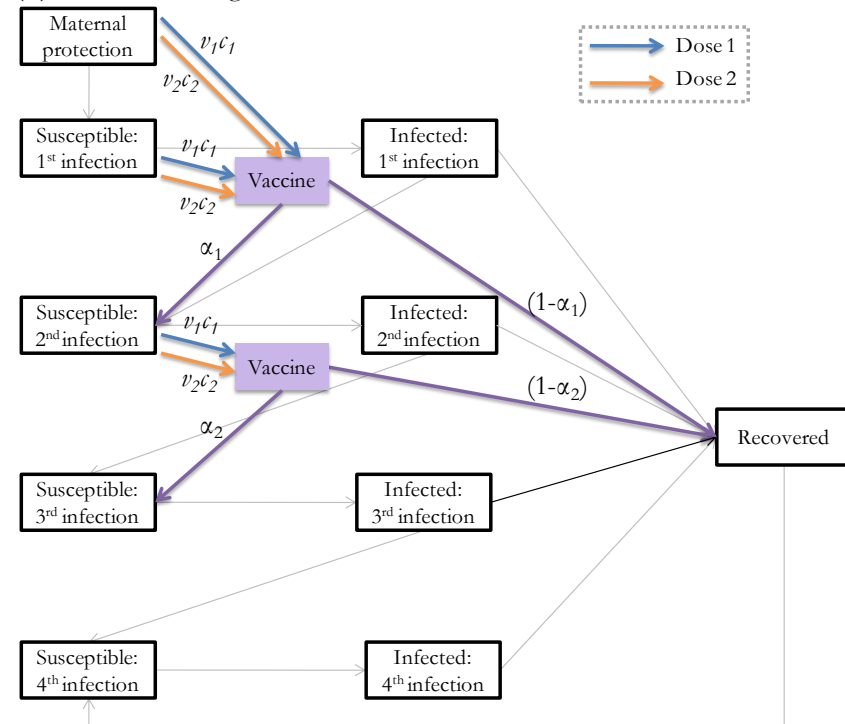 Maternal
protection
v₁c₁
v₂c₂
Dose 1
Dose 2
Susceptible:
1st infection
v₁c₁
v₂c₂
Vaccine
Infected:
1st infection
α₁
(1-α₁)
Susceptible:
2nd infection
v₁c₁
v₂c₂
Vaccine
Infected:
2nd infection
(1-α₂)
α₂
Recovered
Susceptible:
3rd infection
Infected:
3rd infection
Susceptible:
4th infection
Infected:
4th infection